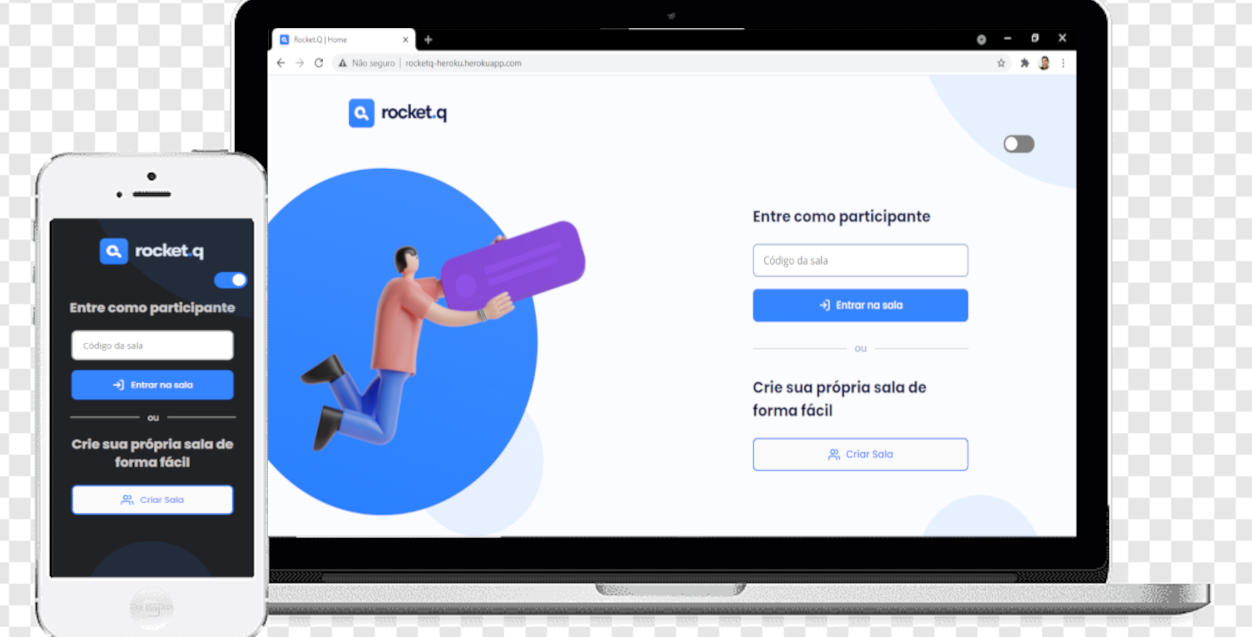 Rocket.Q | Home
Não seguro
rocketq-heroku.herokuapp.com
rocket.q
Entre como participante
Código da sala
Entrar na sala
ou
Crie sua própria sala de
forma fácil
Criar Sala
rocket.q
Entre como participante
Código da sala
Entrar na sala
ou
Crie sua própria sala de
forma fácil
Criar Sala